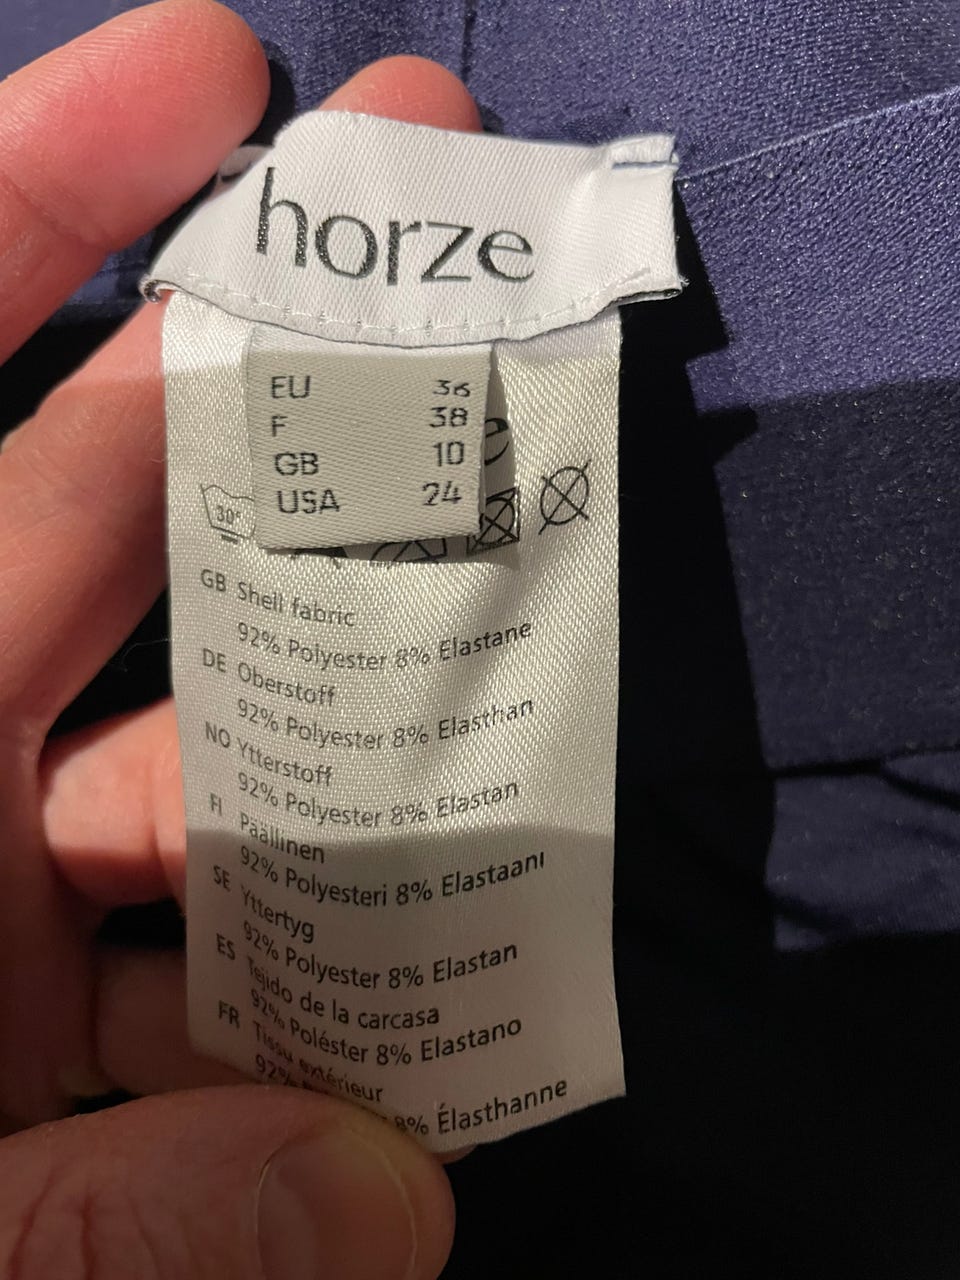 horze
EU 36
F 38
GB 10
USA 24
e
30°
GB Shell fabric
92% Polyester 8% Elastane
DE Oberstoff
92% Polyester 8% Elasthan
NO Ytterstoff
92% Polyester 8% Elastan
FI Päällinen
92% Polyesteri 8% Elastaani
SE Yttertyg
92% Polyester 8% Elastan
ES Tejido de la carcasa
92% Poléster 8% Elastano
FR Tissu extérieur
92% 8% Élasthanne